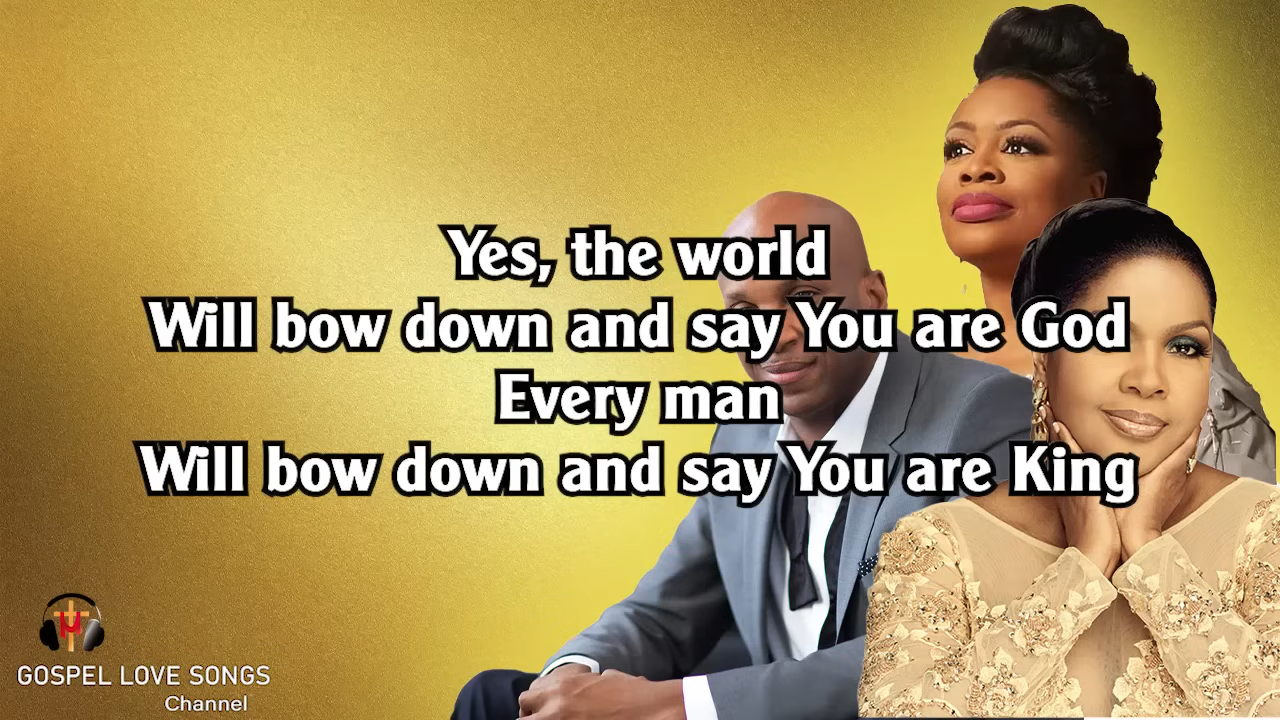 Yes, the world
Will bow down and say You are God
Every man
Will bow down and say You are King
GOSPEL LOVE SONGS
Channel